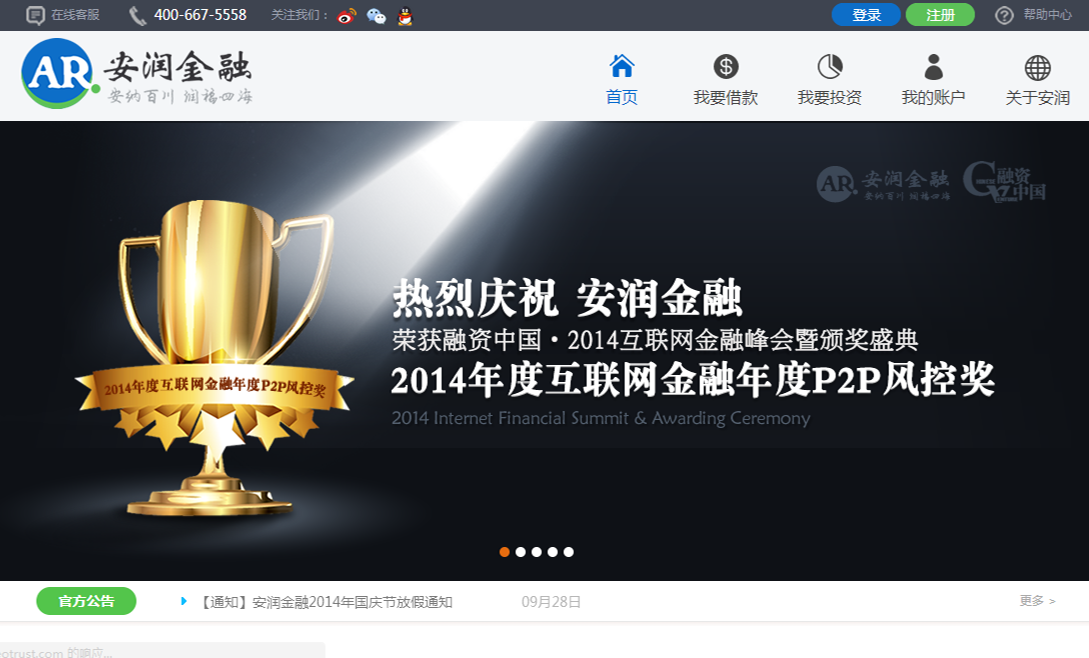 在线客服 400-667-5558 关注我们： 登录 注册 帮助中心
AR 安润金融
安纳百川 润福四海
首页 我要借款 我要投资 我的账户 关于安润
AR 安润金融 融资中国
安纳百川 润福四海
热烈庆祝 安润金融
荣获融资中国·2014互联网金融峰会暨颁奖盛典
2014年度互联网金融年度P2P风控奖
2014 Internet Financial Summit & Awarding Ceremony
2014年度互联网金融年度P2P风控奖
官方公告 【通知】安润金融2014年国庆节放假通知 09月28日 更多 >
otrust.com 的响应...